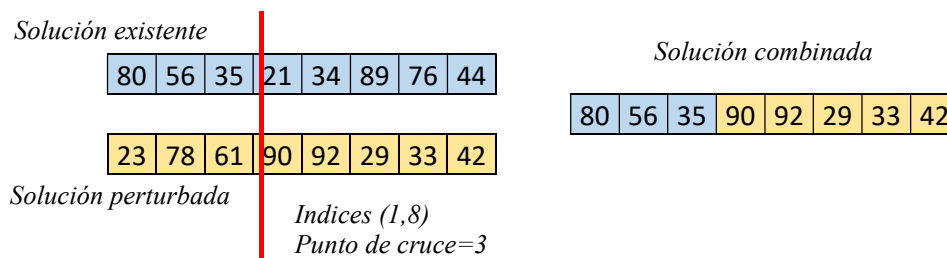 Solución existente
80 56 35 21 34 89 76 44
23 78 61 90 92 29 33 42
Solución perturbada
Indices (1,8)
Punto de cruce=3
Solución combinada
80 56 35 90 92 29 33 42